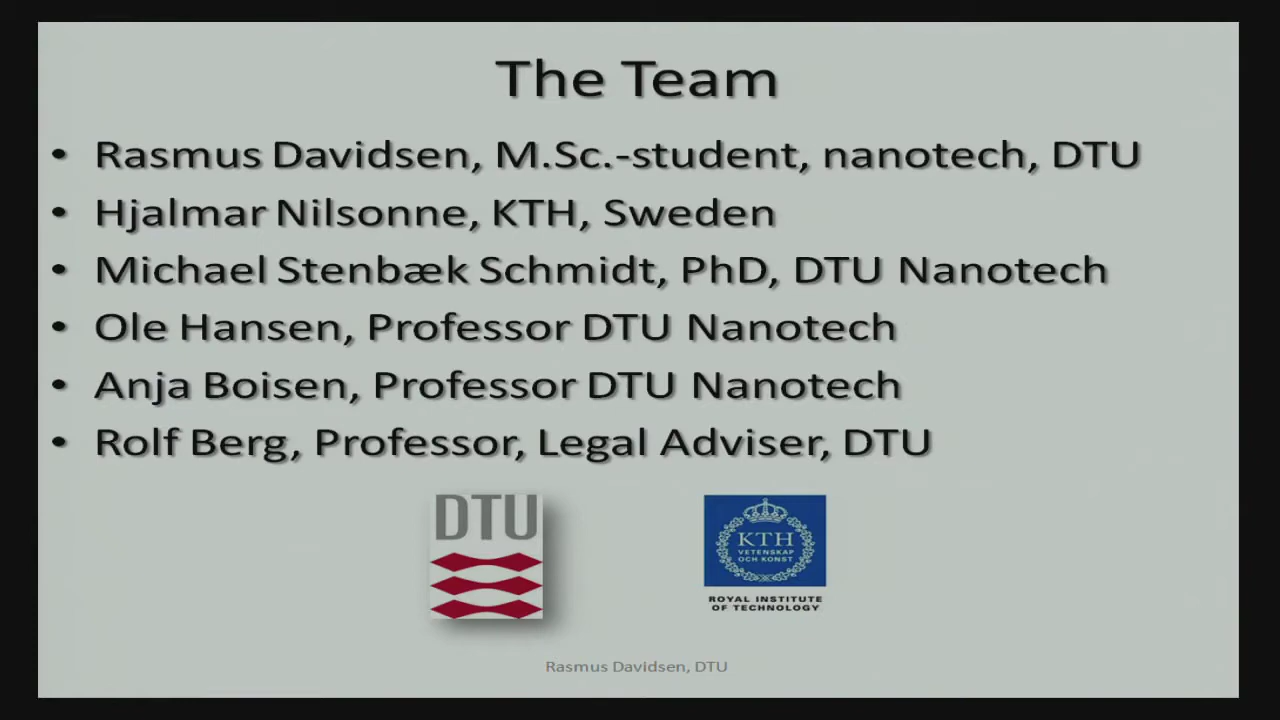 The Team
• Rasmus Davidsen, M.Sc.-student, nanotech, DTU
• Hjalmar Nilsonne, KTH, Sweden
• Michael Stenbæk Schmidt, PhD, DTU Nanotech
• Ole Hansen, Professor DTU Nanotech
• Anja Boisen, Professor DTU Nanotech
• Rolf Berg, Professor, Legal Adviser, DTU
DTU
KTH
VETENSKAP
OCH KONST
ROYAL INSTITUTE
OF TECHNOLOGY
Rasmus Davidsen, DTU